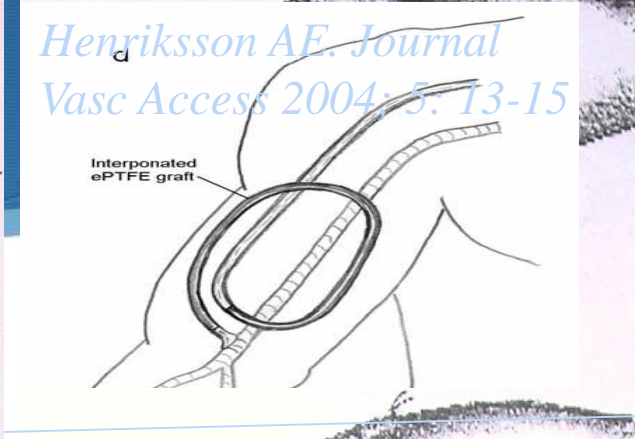 Henriksson AE. Journal
d
Vasc Access 2004; 5: 13-15
Interponated
ePTFE graft